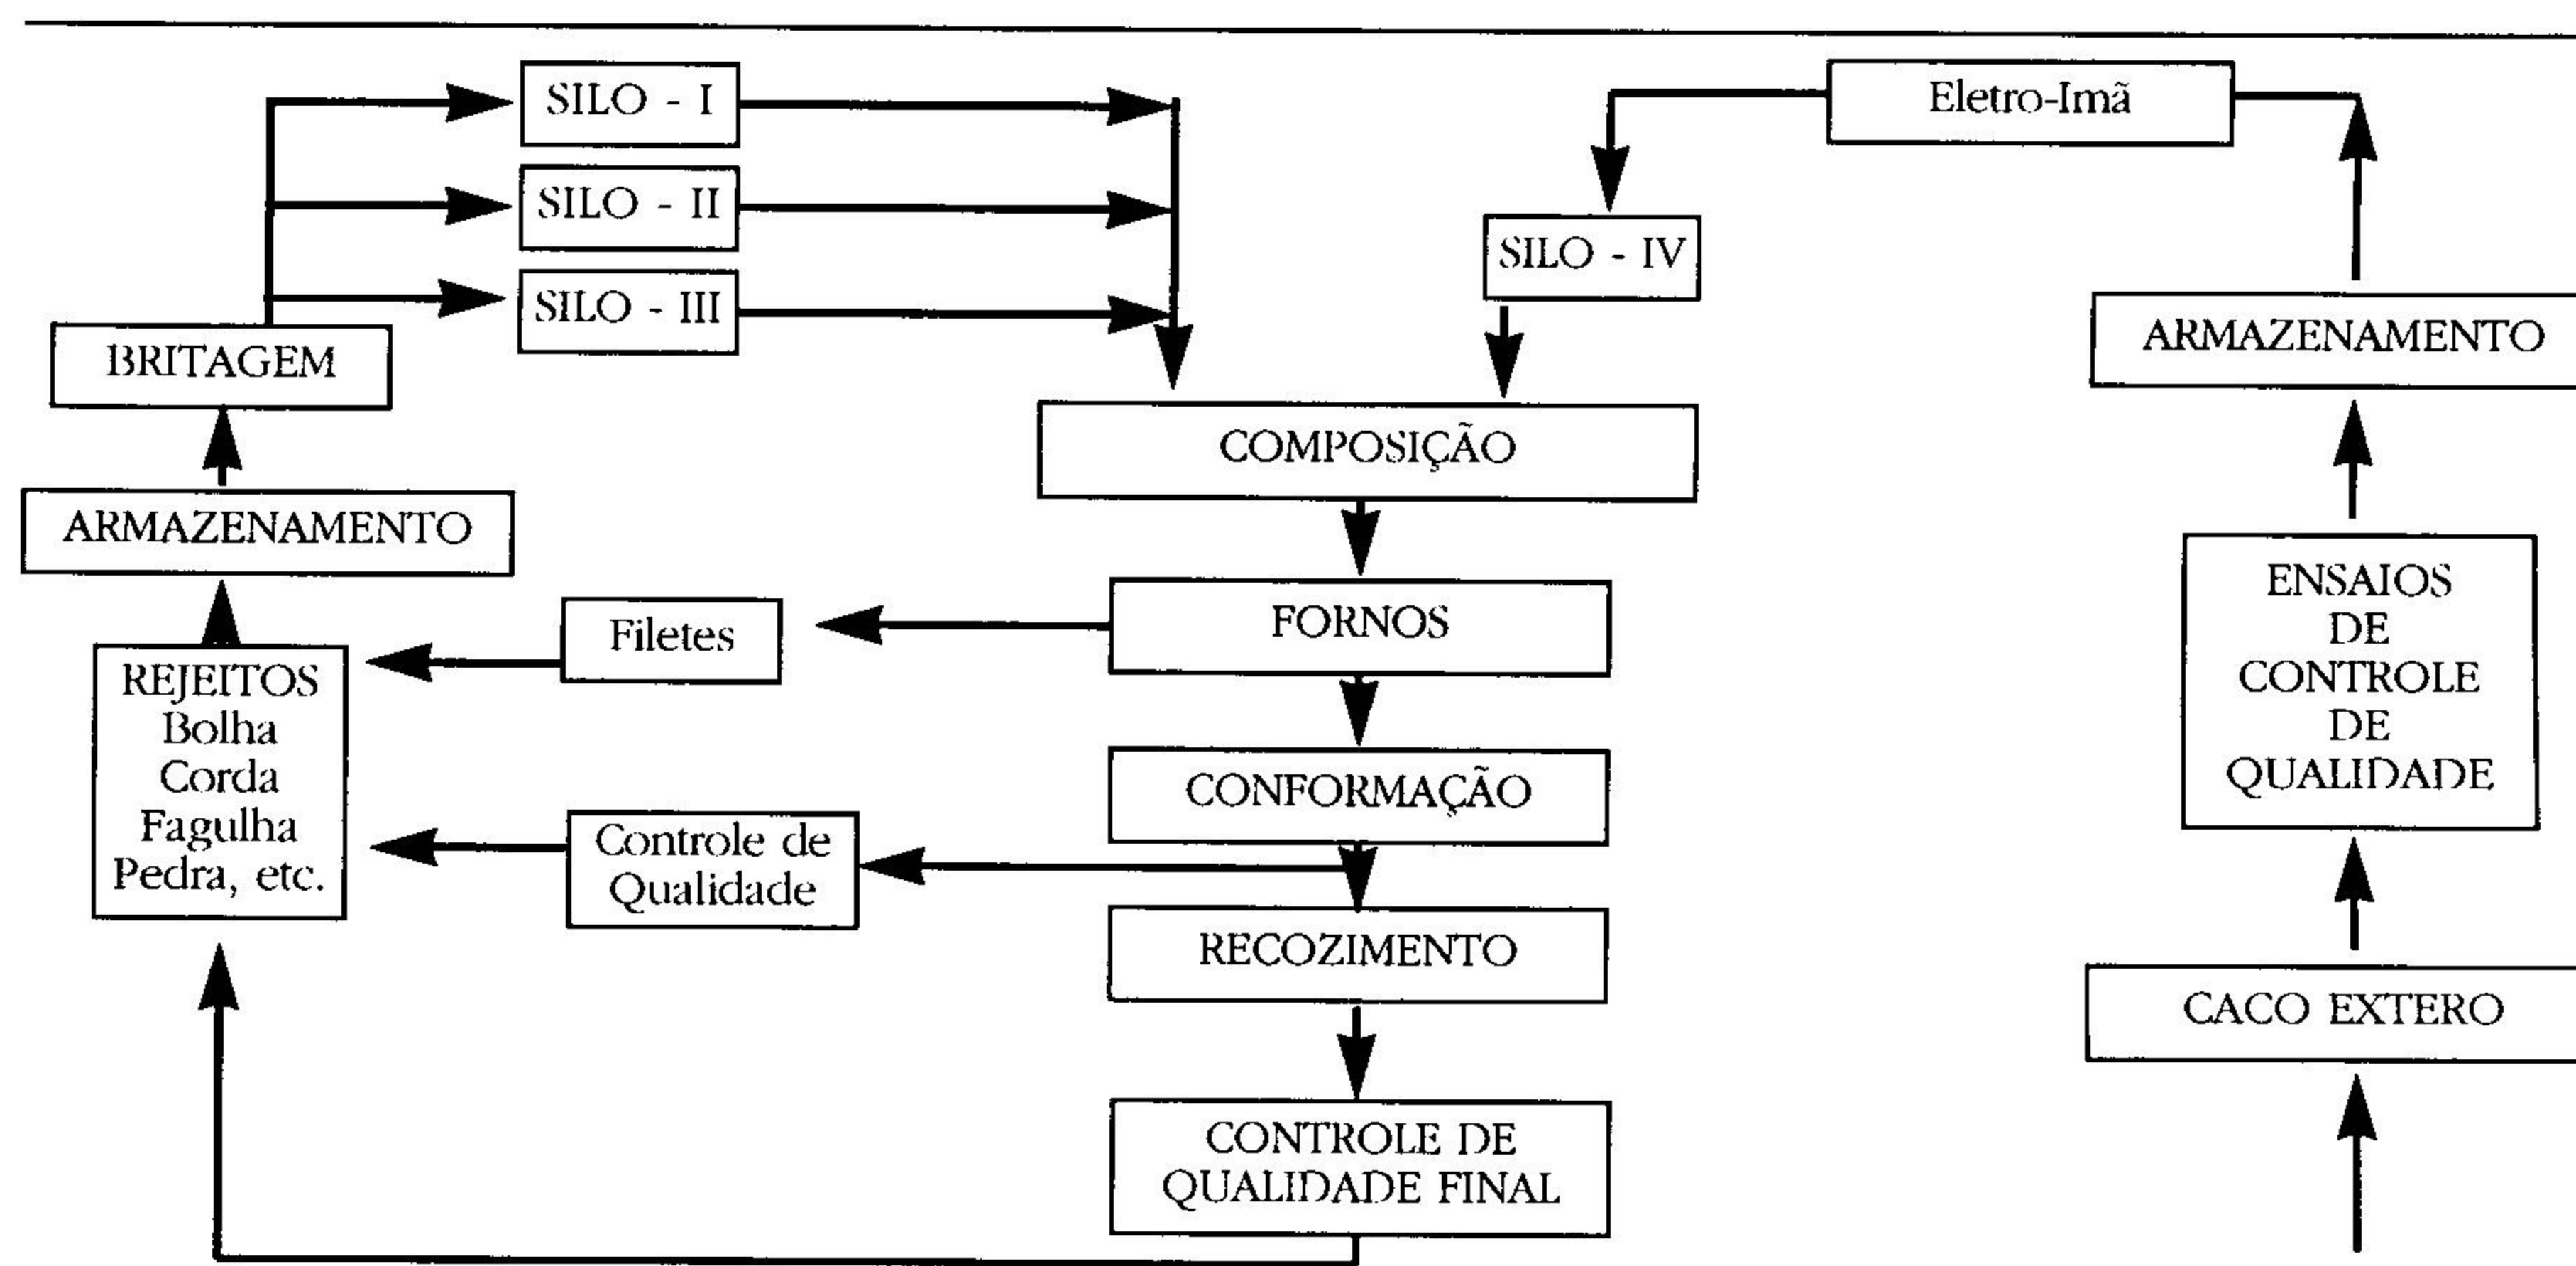 SILO - I
Eletro-Imã
SILO - II
SILO - IV
SILO - III
ARMAZENAMENTO
BRITAGEM
COMPOSIÇÃO
ARMAZENAMENTO
FORNOS
Filetes
ENSAIOS
DE
CONTROLE
DE
QUALIDADE
REJEITOS
Bolha
Corda
Fagulha
Pedra, etc.
CONFORMAÇÃO
Controle de
Qualidade
RECOZIMENTO
CACO EXTERO
CONTROLE DE
QUALIDADE FINAL